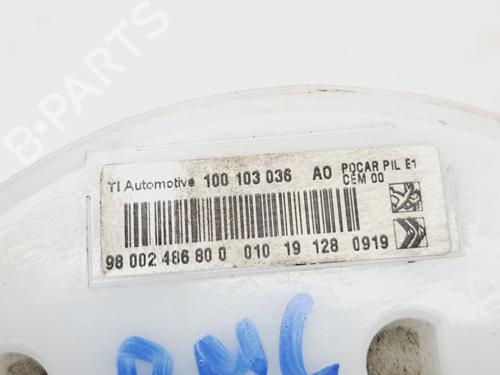 B-PARTS
TI Automotive 100 103 036 A0 POCAR PIL E1
CEM 00
98 002 486 80 0 010 19 128 0919